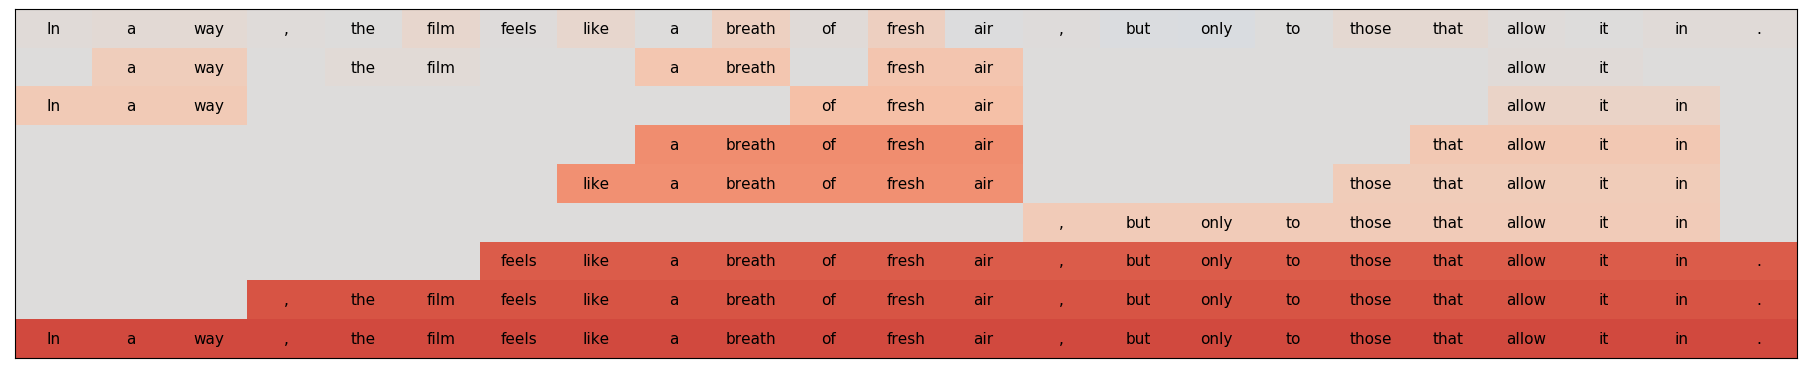 In a way , the film feels like a breath of fresh air , but only to those that allow it in .
a way the film a breath fresh air allow it
In a way of fresh air allow it in
a breath of fresh air that allow it in
like a breath of fresh air those that allow it in
, but only to those that allow it in
feels like a breath of fresh air , but only to those that allow it in .
, the film feels like a breath of fresh air , but only to those that allow it in .
In a way , the film feels like a breath of fresh air , but only to those that allow it in .